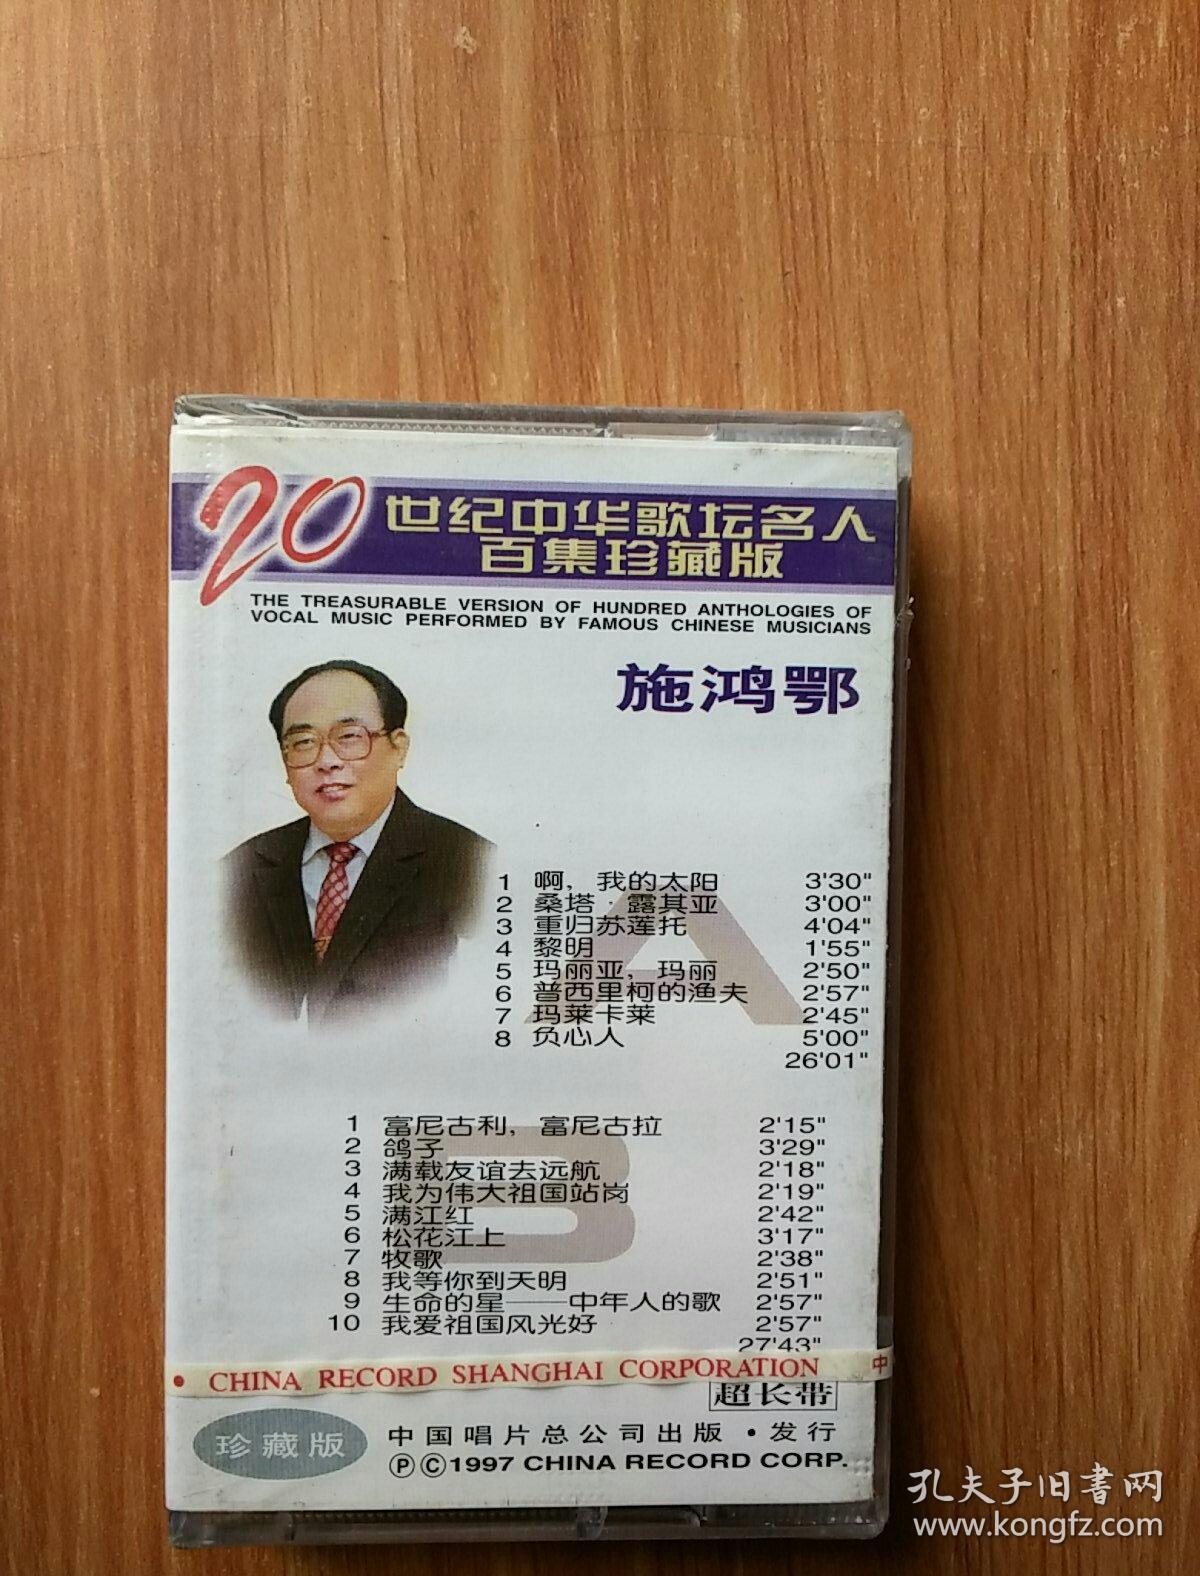 20世纪中华歌坛名人
百集珍藏版
THE TREASURABLE VERSION OF HUNDRED ANTHOLOGIES OF
VOCAL MUSIC PERFORMED BY FAMOUS CHINESE MUSICIANS
施鸿鄂
A
1 啊，我的太阳 3'30"
2 桑塔·露其亚 3'00"
3 重归苏莲托 4'04"
4 黎明 1'55"
5 玛丽亚，玛丽 2'50"
6 普西里柯的渔夫 2'57"
7 玛莱卡莱 2'45"
8 负心人 5'00"
26'01"
B
1 富尼古利，富尼古拉 2'15"
2 鸽子 3'29"
3 满载友谊去远航 2'18"
4 我为伟大祖国站岗 2'19"
5 满江红 2'42"
6 松花江上 3'17"
7 牧歌 2'38"
8 我等你到天明 2'51"
9 生命的星——中年人的歌 2'57"
10 我爱祖国风光好 2'57"
27'43"
• CHINA RECORD SHANGHAI CORPORATION 中
超长带
珍藏版
中国唱片总公司出版·发行
ⓅⒸ1997 CHINA RECORD CORP.
孔夫子旧书网
www.kongfz.com